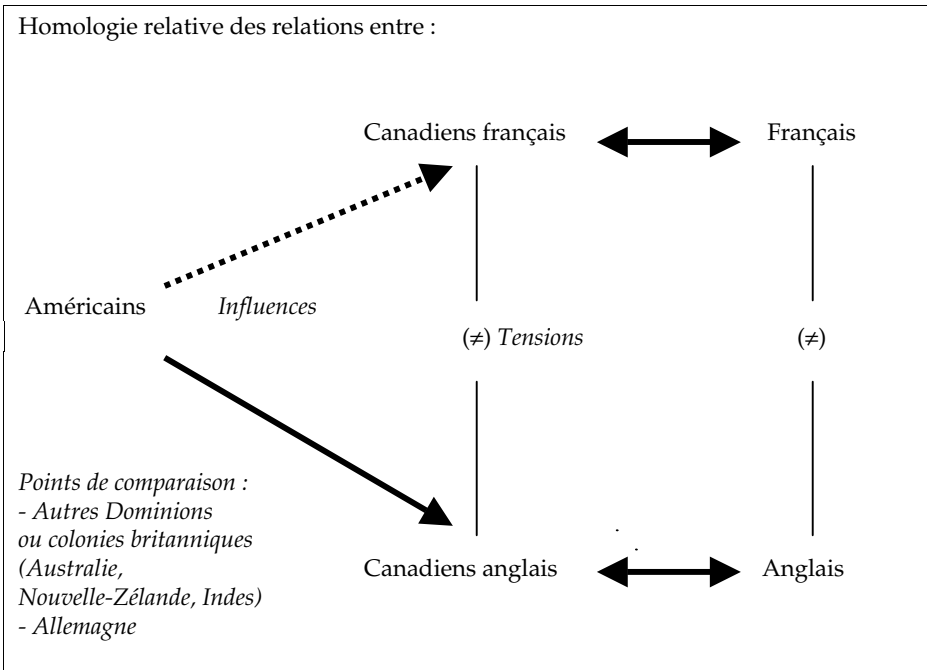 Homologie relative des relations entre :
Canadiens français
Français
Américains
Influences
(≠) Tensions
(≠)
Points de comparaison :
- Autres Dominions
ou colonies britanniques
(Australie,
Nouvelle-Zélande, Indes)
- Allemagne
Canadiens anglais
Anglais